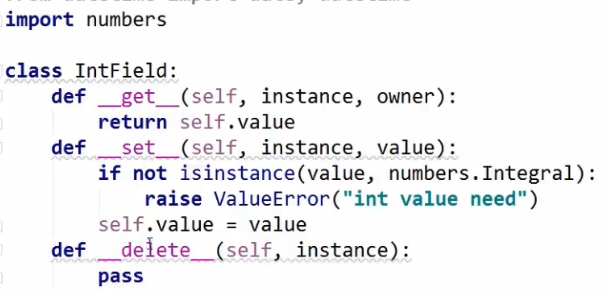 import numbers
class IntField:
    def __get__(self, instance, owner):
        return self.value
    def __set__(self, instance, value):
        if not isinstance(value, numbers.Integral):
            raise ValueError("int value need")
        self.value = value
    def __delete__(self, instance):
        pass